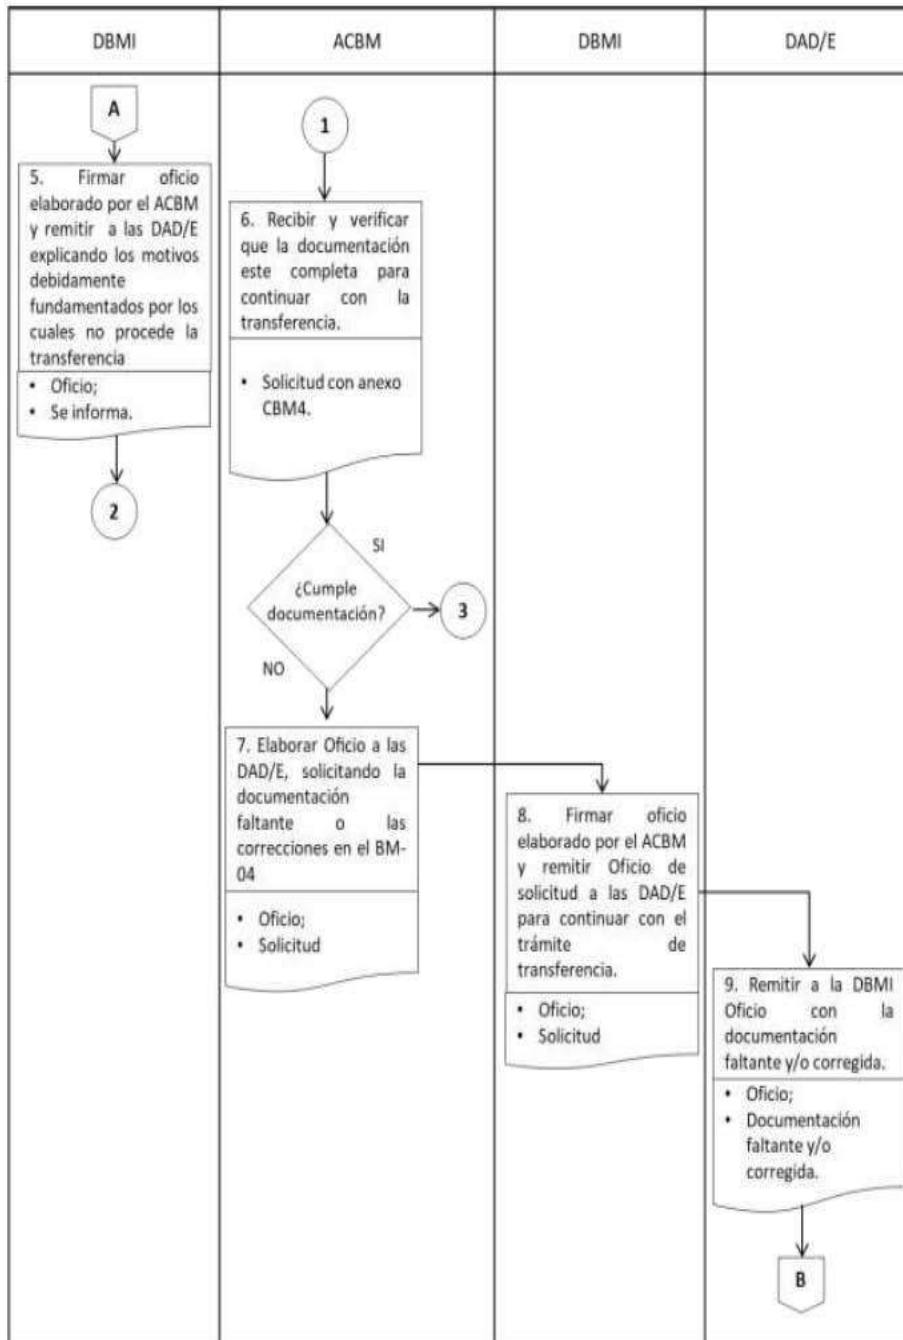 DBMI
ACBM
DBMI
DAD/E
A
5. Firmar oficio
elaborado por el ACBM
y remitir a las DAD/E
explicando los motivos
debidamente
fundamentados por los
cuales no procede la
transferencia
• Oficio;
• Se informa.
2
1
6. Recibir y verificar
que la documentación
este completa para
continuar con la
transferencia.
• Solicitud con anexo
CBM4.
SI
¿Cumple
documentación?
3
NO
7. Elaborar Oficio a las
DAD/E, solicitando la
documentación
faltante o las
correcciones en el BM-
04
• Oficio;
• Solicitud
8. Firmar oficio
elaborado por el ACBM
y remitir Oficio de
solicitud a las DAD/E
para continuar con el
trámite de
transferencia.
• Oficio;
• Solicitud
9. Remitir a la DBMI
Oficio con la
documentación
faltante y/o corregida.
• Oficio;
• Documentación
faltante y/o
corregida.
B